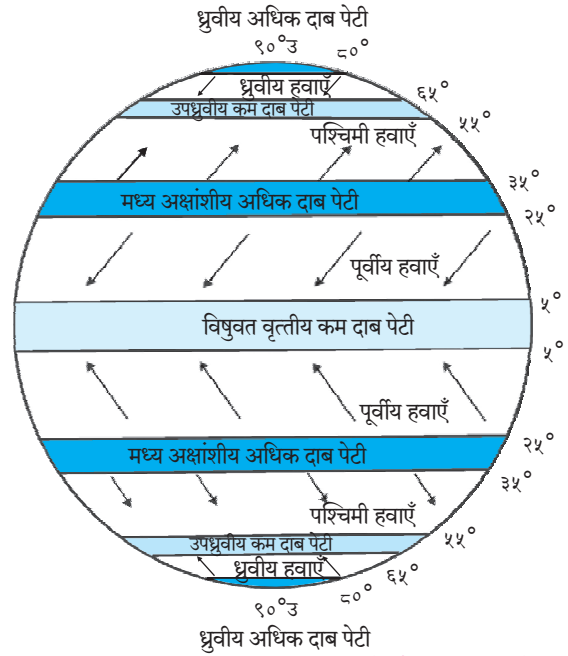 ध्रुवीय अधिक दाब पेटी
९०°उ
८०°
ध्रुवीय हवाएँ
६५°
उपध्रुवीय कम दाब पेटी
५५°
पश्चिमी हवाएँ
३५°
मध्य अक्षांशीय अधिक दाब पेटी
२५°
पूर्वीय हवाएँ
५°
विषुवत वृत्तीय कम दाब पेटी
५°
पूर्वीय हवाएँ
२५°
मध्य अक्षांशीय अधिक दाब पेटी
३५°
पश्चिमी हवाएँ
५५°
उपध्रुवीय कम दाब पेटी
ध्रुवीय हवाएँ
६५°
८०°
९०°उ
ध्रुवीय अधिक दाब पेटी